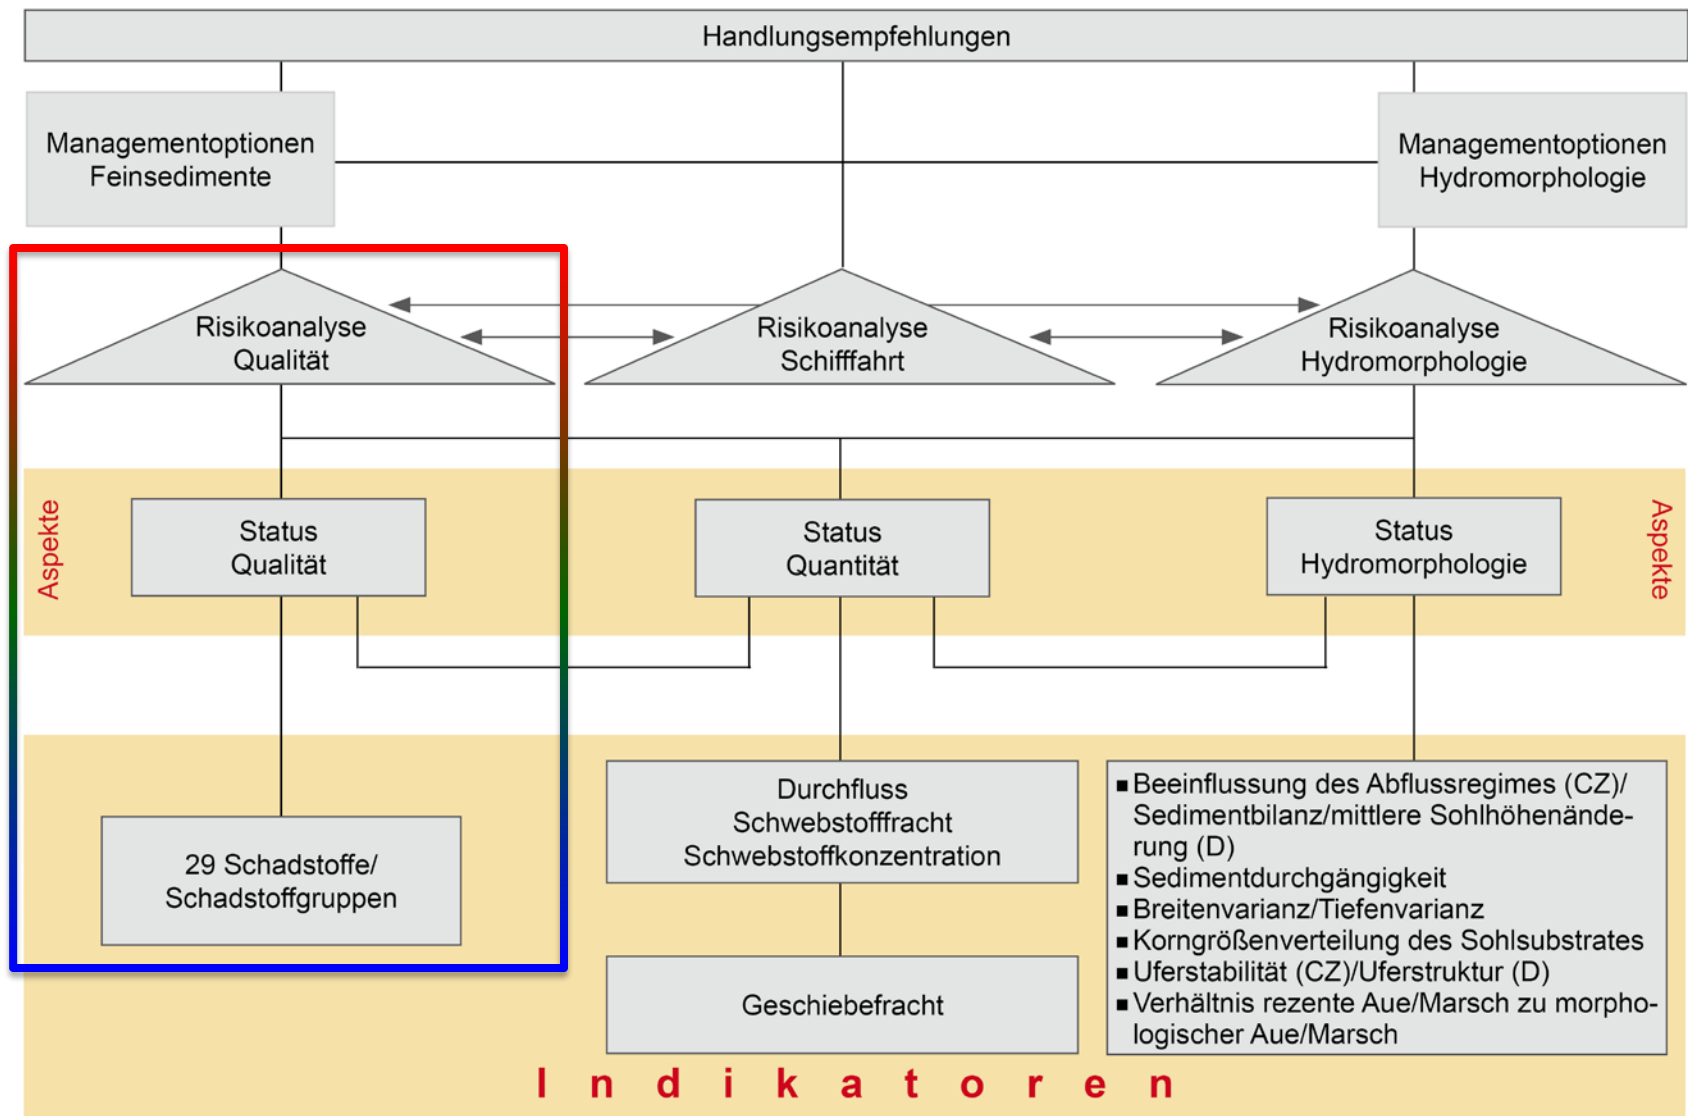 Handlungsempfehlungen
Managementoptionen
Feinsedimente
Managementoptionen
Hydromorphologie
Risikoanalyse
Qualität
Risikoanalyse
Schifffahrt
Risikoanalyse
Hydromorphologie
Aspekte
Status
Qualität
Status
Quantität
Status
Hydromorphologie
Aspekte
29 Schadstoffe/
Schadstoffgruppen
Durchfluss
Schwebstofffracht
Schwebstoffkonzentration
Geschiebefracht
■ Beeinflussung des Abflussregimes (CZ)/
Sedimentbilanz/mittlere Sohlhöhenände-
rung (D)
■ Sedimentdurchgängigkeit
■ Breitenvarianz/Tiefenvarianz
■ Korngrößenverteilung des Sohlsubstrates
■ Uferstabilität (CZ)/Uferstruktur (D)
■ Verhältnis rezente Aue/Marsch zu morpho-
logischer Aue/Marsch
Indikatoren